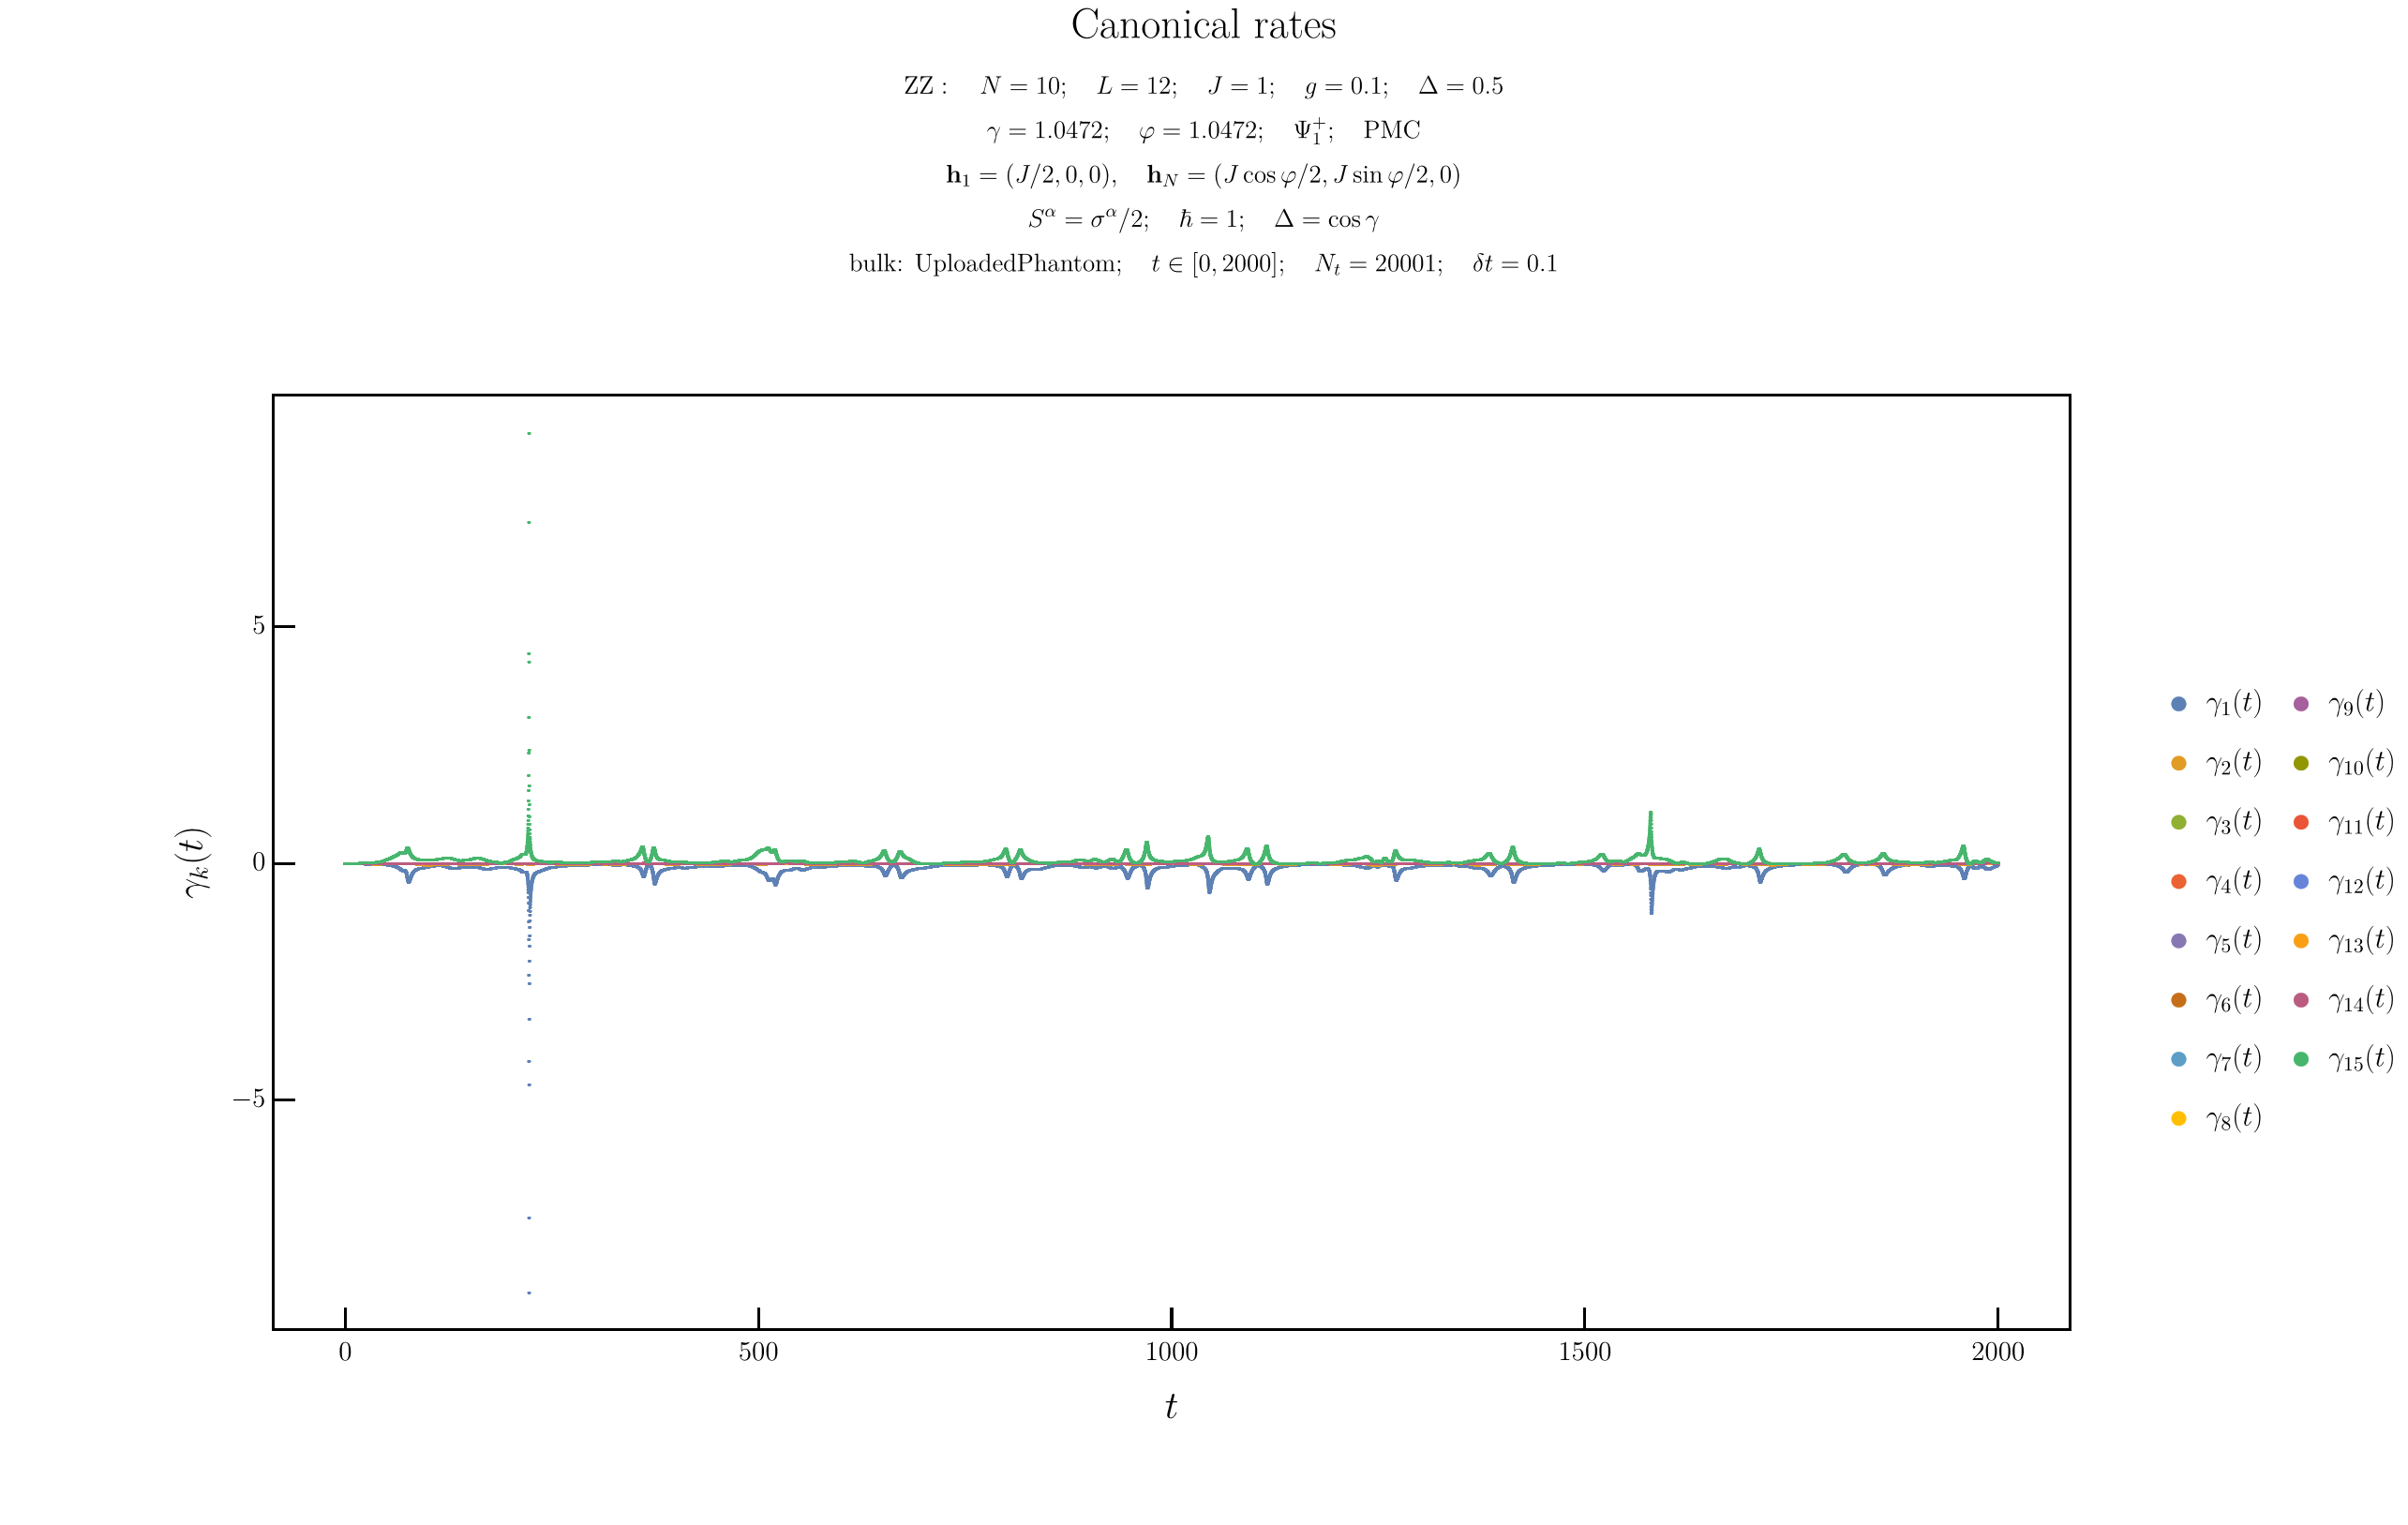 Canonical rates
ZZ : N = 10; L = 12; J = 1; g = 0.1; Δ = 0.5
γ = 1.0472; φ = 1.0472; Ψ₁⁺; PMC
𝐡₁ = (J/2, 0, 0), 𝐡_N = (J cos φ/2, J sin φ/2, 0)
S^α = σ^α/2; ℏ = 1; Δ = cos γ
bulk: UploadedPhantom; t ∈ [0, 2000]; N_t = 20001; δt = 0.1
γ_k(t)
5
0
−5
0 500 1000 1500 2000
t
γ₁(t) γ₉(t)
γ₂(t) γ₁₀(t)
γ₃(t) γ₁₁(t)
γ₄(t) γ₁₂(t)
γ₅(t) γ₁₃(t)
γ₆(t) γ₁₄(t)
γ₇(t) γ₁₅(t)
γ₈(t)